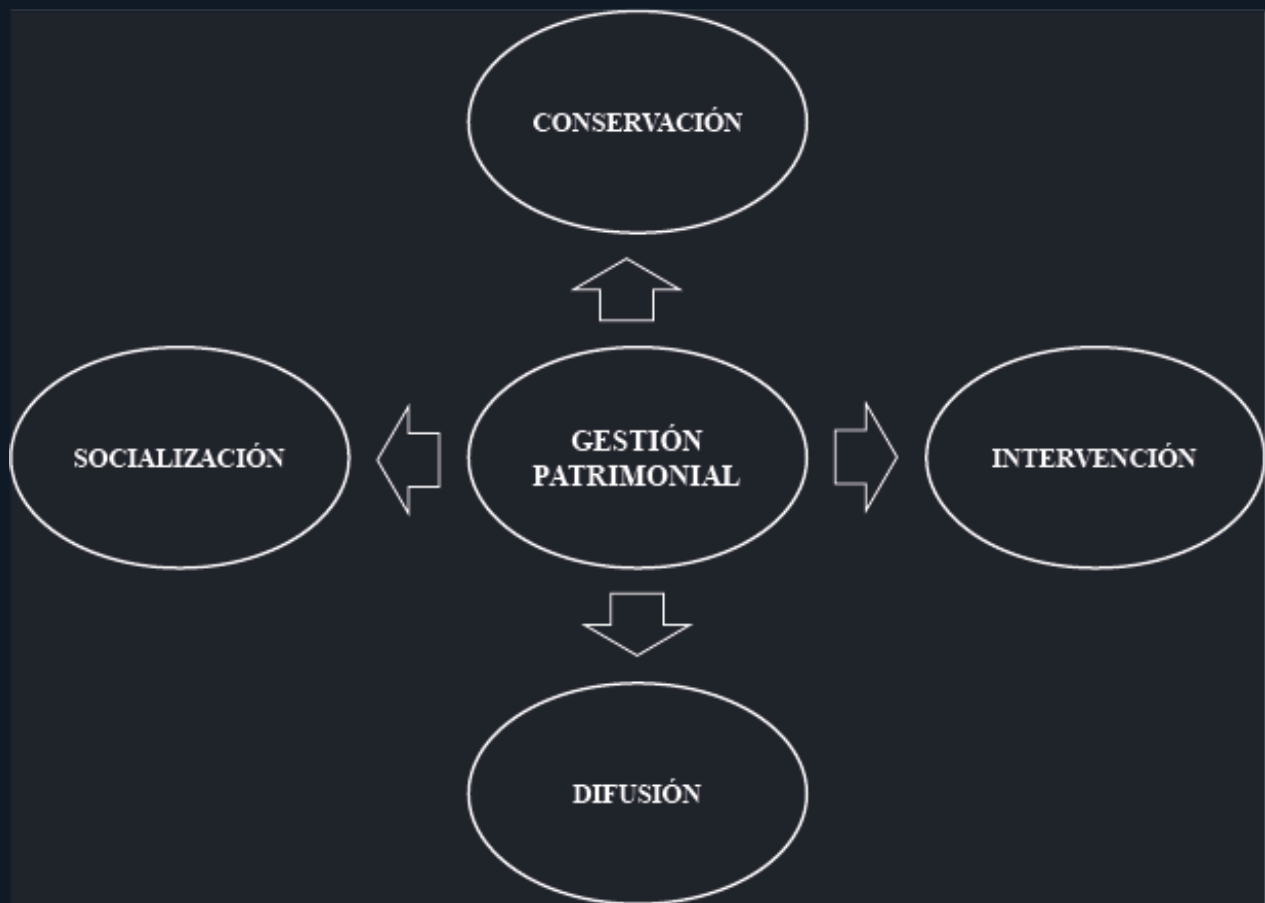 CONSERVACIÓN
SOCIALIZACIÓN
GESTIÓN
PATRIMONIAL
INTERVENCIÓN
DIFUSIÓN